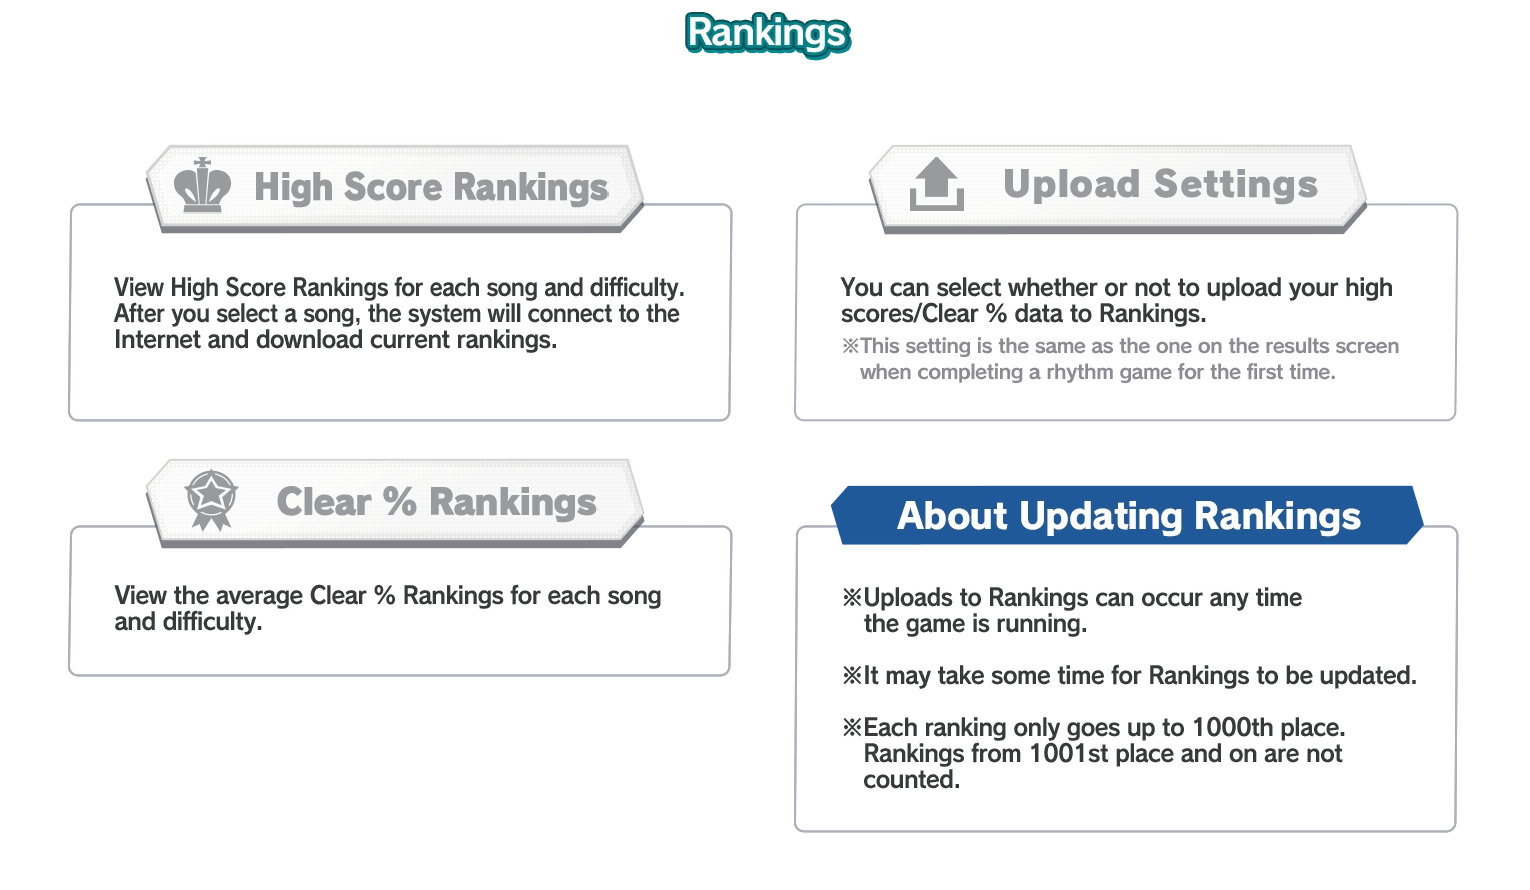 Rankings
High Score Rankings
View High Score Rankings for each song and difficulty.
After you select a song, the system will connect to the
Internet and download current rankings.
Upload Settings
You can select whether or not to upload your high
scores/Clear % data to Rankings.
※This setting is the same as the one on the results screen
when completing a rhythm game for the first time.
Clear % Rankings
View the average Clear % Rankings for each song
and difficulty.
About Updating Rankings
※Uploads to Rankings can occur any time
the game is running.
※It may take some time for Rankings to be updated.
※Each ranking only goes up to 1000th place.
Rankings from 1001st place and on are not
counted.